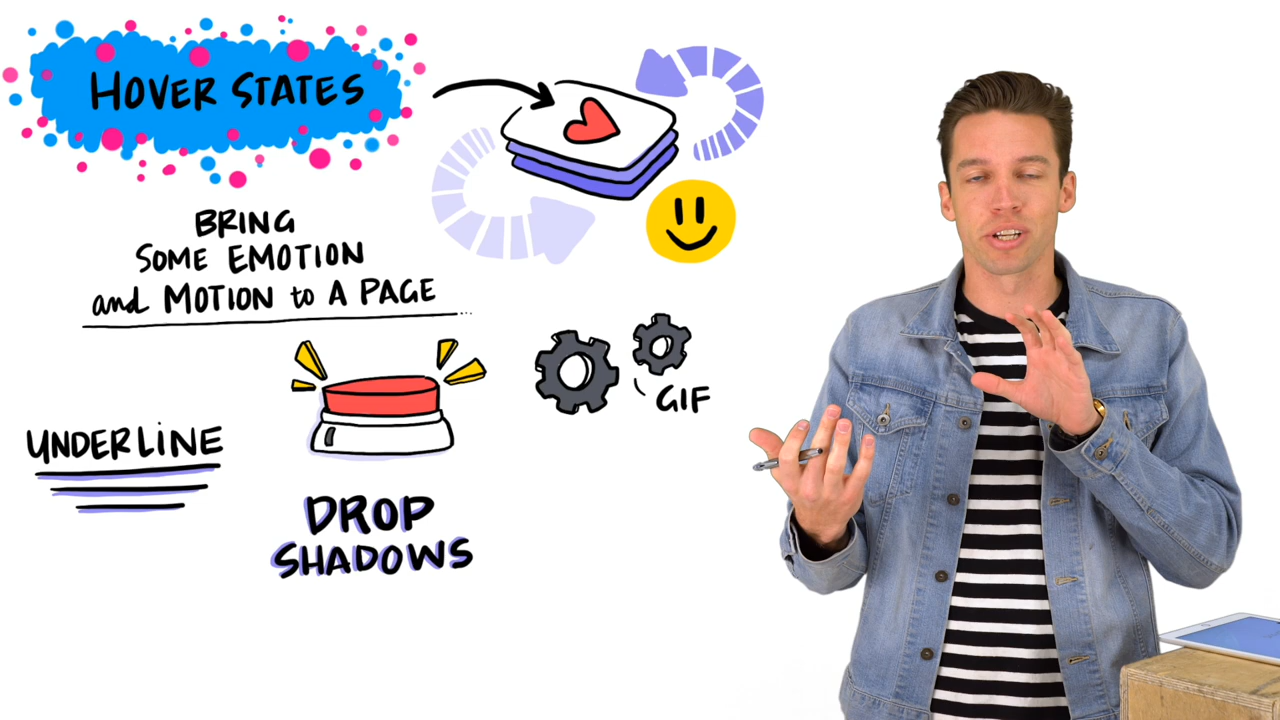 HOVER STATES
BRING
SOME EMOTION
and MOTION to A PAGE
GIF
UNDERLINE
DROP
SHADOWS